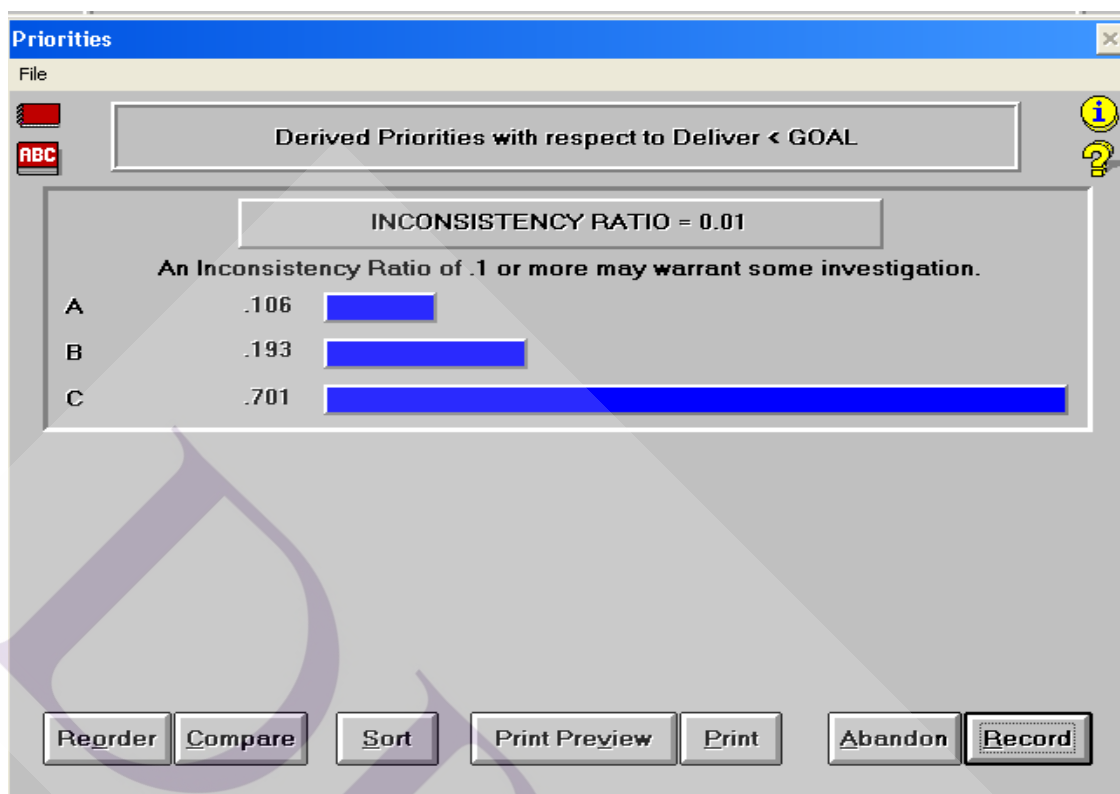 Priorities
File
ABC
Derived Priorities with respect to Deliver < GOAL
INCONSISTENCY RATIO = 0.01
An Inconsistency Ratio of .1 or more may warrant some investigation.
A .106
B .193
C .701
Reorder Compare Sort Print Preview Print Abandon Record